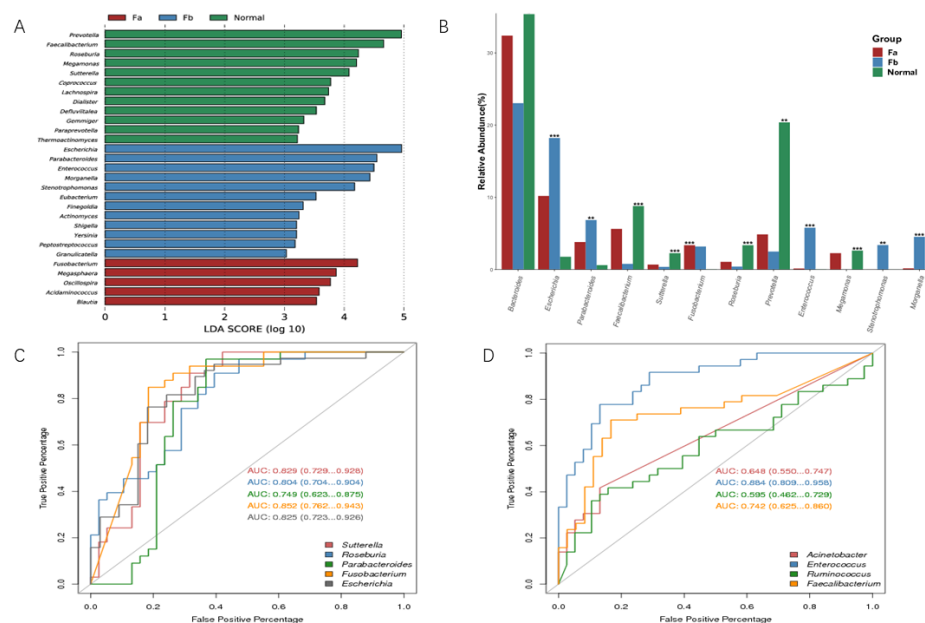 A
Fa Fb Normal
Prevotella
Faecalibacterium
Roseburia
Megamonas
Sutterella
Coprococcus
Lachnospira
Dialister
Defluviitalea
Gemmiger
Paraprevotella
Thermoactinomyces
Escherichia
Parabacteroides
Enterococcus
Morganella
Stenotrophomonas
Eubacterium
Finegoldia
Actinomyces
Shigella
Yersinia
Peptostreptococcus
Granulicatella
Fusobacterium
Megasphaera
Oscillospira
Acidaminococcus
Blautia
0 1 2 3 4 5
LDA SCORE (log 10)
B
Relative Abundance(%)
30
20
10
0
Group
Fa
Fb
Normal
*** ** *** *** *** *** ** *** *** ** ***
Bacteroides
Escherichia
Parabacteroides
Faecalibacterium
Sutterella
Fusobacterium
Roseburia
Prevotella
Enterococcus
Megamonas
Stenotrophomonas
Morganella
C
True Positive Percentage
1.0
0.8
0.6
0.4
0.2
0.0
AUC: 0.829 (0.729...0.928)
AUC: 0.804 (0.704...0.904)
AUC: 0.749 (0.623...0.875)
AUC: 0.852 (0.762...0.943)
AUC: 0.825 (0.723...0.926)
Sutterella
Roseburia
Parabacteroides
Fusobacterium
Escherichia
0.0 0.2 0.4 0.6 0.8 1.0
False Positive Percentage
D
True Positive Percentage
1.0
0.8
0.6
0.4
0.2
0.0
AUC: 0.648 (0.550...0.747)
AUC: 0.884 (0.809...0.958)
AUC: 0.595 (0.462...0.729)
AUC: 0.742 (0.625...0.860)
Acinetobacter
Enterococcus
Ruminococcus
Faecalibacterium
0.0 0.2 0.4 0.6 0.8 1.0
False Positive Percentage